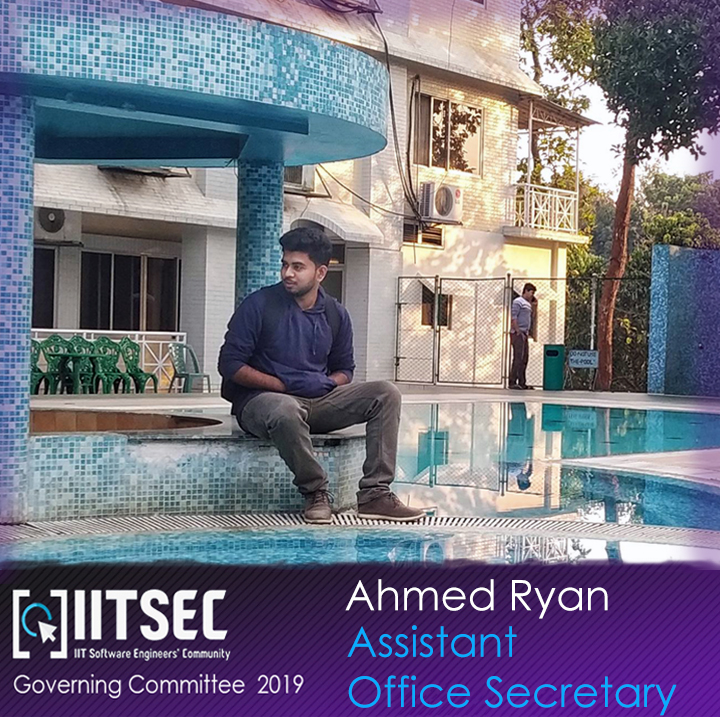 IITSEC
IIT Software Engineers' Community
Governing Committee 2019
Ahmed Ryan
Assistant
Office Secretary